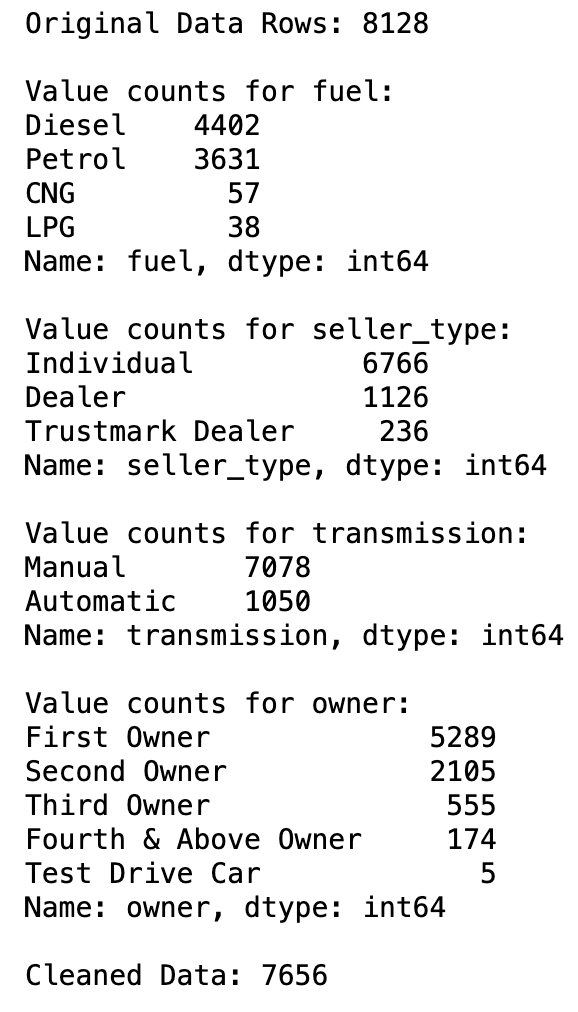 Original Data Rows: 8128

Value counts for fuel:
Diesel    4402
Petrol    3631
CNG         57
LPG         38
Name: fuel, dtype: int64

Value counts for seller_type:
Individual          6766
Dealer              1126
Trustmark Dealer     236
Name: seller_type, dtype: int64

Value counts for transmission:
Manual       7078
Automatic    1050
Name: transmission, dtype: int64

Value counts for owner:
First Owner             5289
Second Owner            2105
Third Owner              555
Fourth & Above Owner     174
Test Drive Car             5
Name: owner, dtype: int64

Cleaned Data: 7656